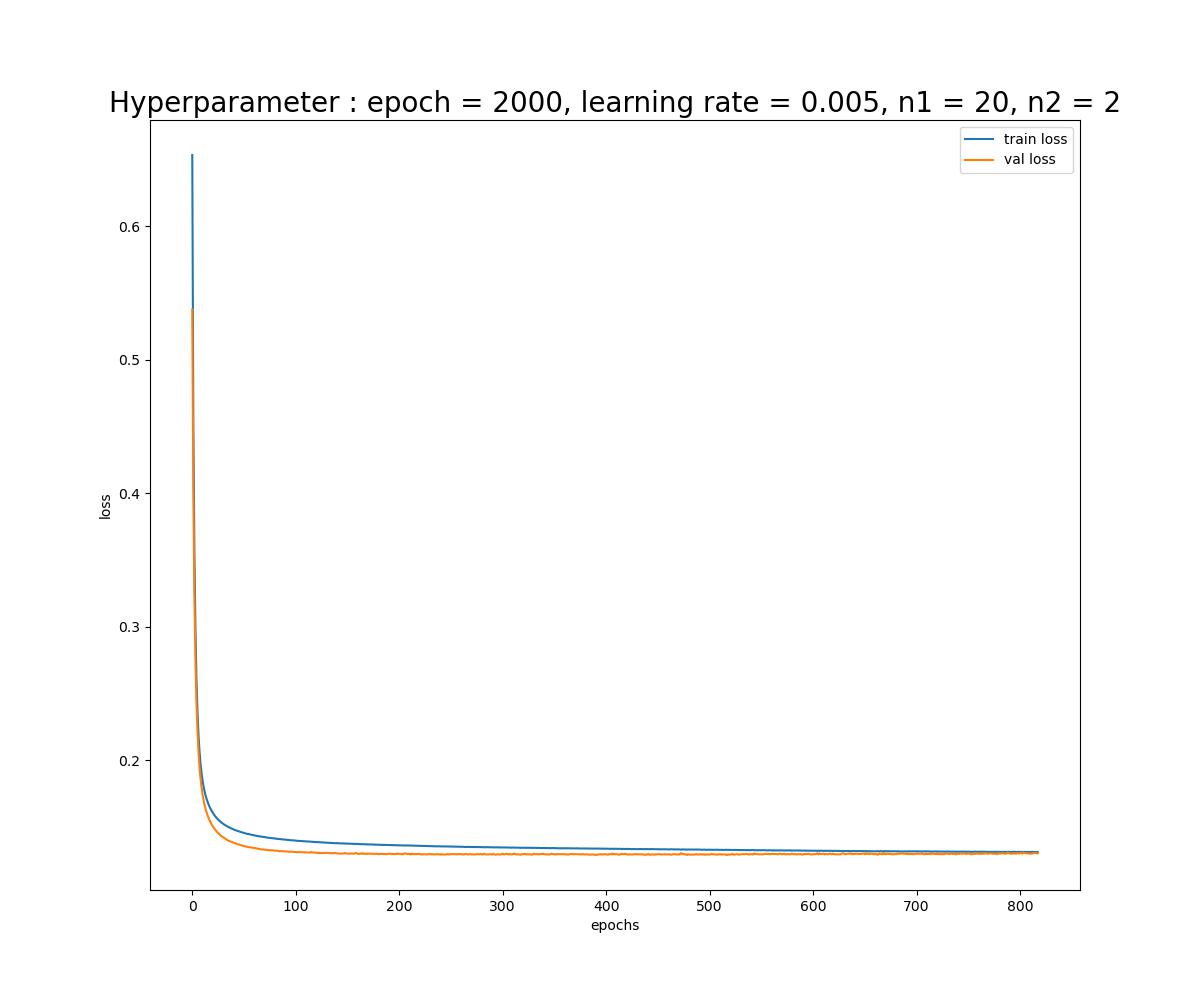 Hyperparameter : epoch = 2000, learning rate = 0.005, n1 = 20, n2 = 2
train loss
val loss
0.6
0.5
0.4
0.3
0.2
loss
0 100 200 300 400 500 600 700 800
epochs